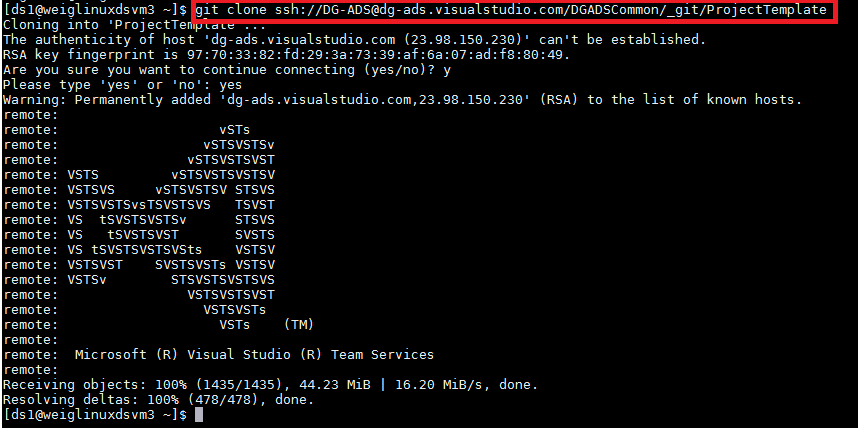 [ds1@weiglinuxdsvm3 ~]$ git clone ssh://DG-ADS@dg-ads.visualstudio.com/DGADSCommon/_git/ProjectTemplate
Cloning into 'ProjectTemplate'...
The authenticity of host 'dg-ads.visualstudio.com (23.98.150.230)' can't be established.
RSA key fingerprint is 97:70:33:82:fd:29:3a:73:39:af:6a:07:ad:f8:80:49.
Are you sure you want to continue connecting (yes/no)? y
Please type 'yes' or 'no': yes
Warning: Permanently added 'dg-ads.visualstudio.com,23.98.150.230' (RSA) to the list of known hosts.
remote:
remote:                    vSTs
remote:                  vSTSVSTSv
remote:                vSTSVSTSVST
remote: VSTS         vSTSVSTSVSTSV
remote: VSTSVS     vSTSVSTSV STSVS
remote: VSTSVSTSvsTSVSTSVS   TSVST
remote: VS  tSVSTSVSTSv      STSVS
remote: VS   tSVSTSVST       SVSTS
remote: VS tSVSTSVSTSVSts    VSTSV
remote: VSTSVST    SVSTSVSTs VSTSV
remote: VSTSv        STSVSTSVSTSVS
remote:                VSTSVSTSVST
remote:                  VSTSVSTs
remote:                    VSTs    (TM)
remote:
remote:  Microsoft (R) Visual Studio (R) Team Services
remote:
Receiving objects: 100% (1435/1435), 44.23 MiB | 16.20 MiB/s, done.
Resolving deltas: 100% (478/478), done.
[ds1@weiglinuxdsvm3 ~]$